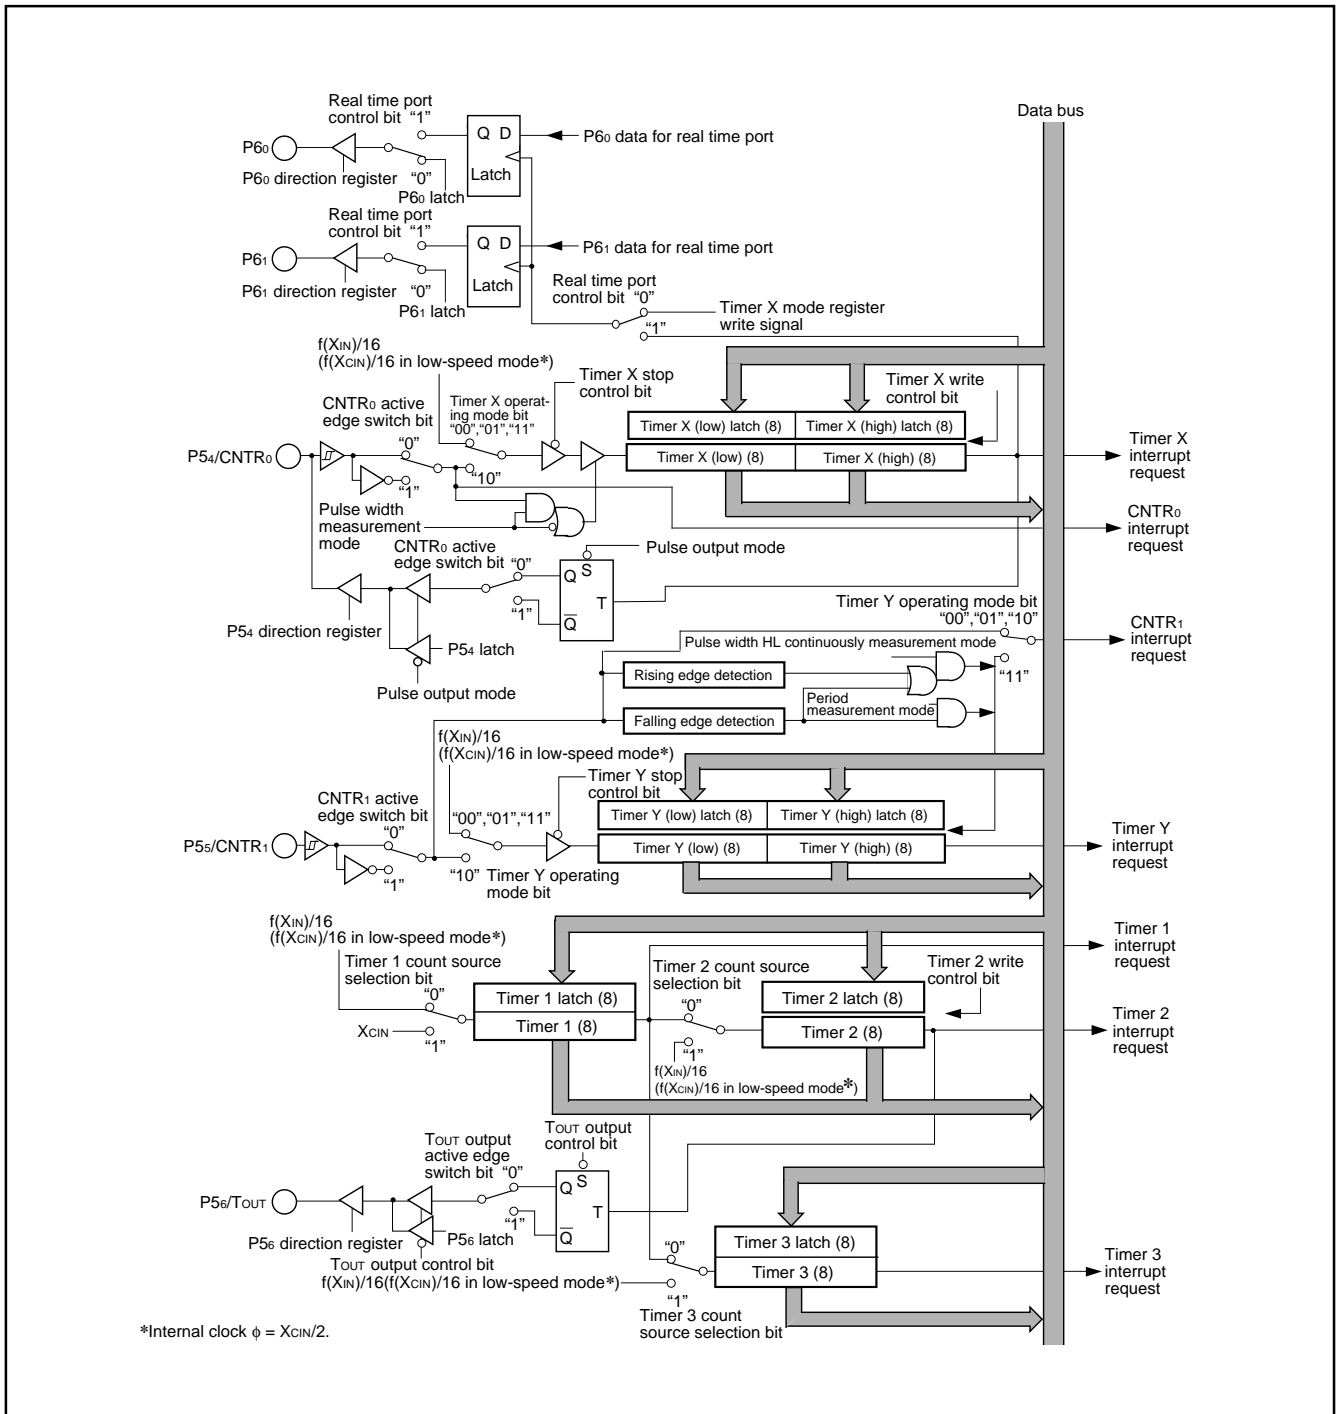 Data bus
Real time port
control bit “1”
Q D
P60 data for real time port
P60
Latch
P60 direction register
“0”
P60 latch
Real time port
control bit “1”
Q D
P61 data for real time port
P61
Latch
P61 direction register
“0”
P61 latch
Real time port
control bit “0”
Timer X mode register
write signal
“1”
f(XIN)/16
(f(XCIN)/16 in low-speed mode*)
Timer X stop
control bit
Timer X write
control bit
CNTR0 active
edge switch bit
Timer X operat-
ing mode bit
“00”,“01”,“11”
Timer X (low) latch (8)
Timer X (high) latch (8)
P54/CNTR0
“0”
Timer X (low) (8)
Timer X (high) (8)
Timer X
interrupt
request
“10”
“1”
Pulse width
measurement
mode
CNTR0
interrupt
request
CNTR0 active
edge switch bit
“0”
Pulse output mode
Q S
T
“1”
Q
P54 direction register
P54 latch
Pulse output mode
Timer Y operating mode bit
“00”,“01”,“10”
CNTR1
interrupt
request
Pulse width HL continuously measurement mode
Rising edge detection
“11”
Period
measurement mode
Falling edge detection
f(XIN)/16
(f(XCIN)/16 in low-speed mode*)
Timer Y stop
control bit
CNTR1 active
edge switch bit
“00”,“01”,“11”
Timer Y (low) latch (8)
Timer Y (high) latch (8)
“0”
P55/CNTR1
Timer Y (low) (8)
Timer Y (high) (8)
Timer Y
interrupt
request
“1”
“10”
Timer Y operating
mode bit
f(XIN)/16
(f(XCIN)/16 in low-speed mode*)
Timer 1
interrupt
request
Timer 1 count source
selection bit
Timer 2 count source
selection bit
Timer 2 write
control bit
“0”
Timer 1 latch (8)
“0”
Timer 2 latch (8)
XCIN
Timer 1 (8)
Timer 2 (8)
Timer 2
interrupt
request
“1”
“1”
f(XIN)/16
(f(XCIN)/16 in low-speed mode*)
TOUT output
active edge
switch bit
“0”
TOUT output
control bit
Q S
T
P56/TOUT
“1”
Q
P56 direction register
P56 latch
TOUT output control bit
“0”
Timer 3 latch (8)
Timer 3 (8)
Timer 3
interrupt
request
f(XIN)/16(f(XCIN)/16 in low-speed mode*)
“1”
Timer 3 count
source selection bit
*Internal clock ϕ = XCIN/2.